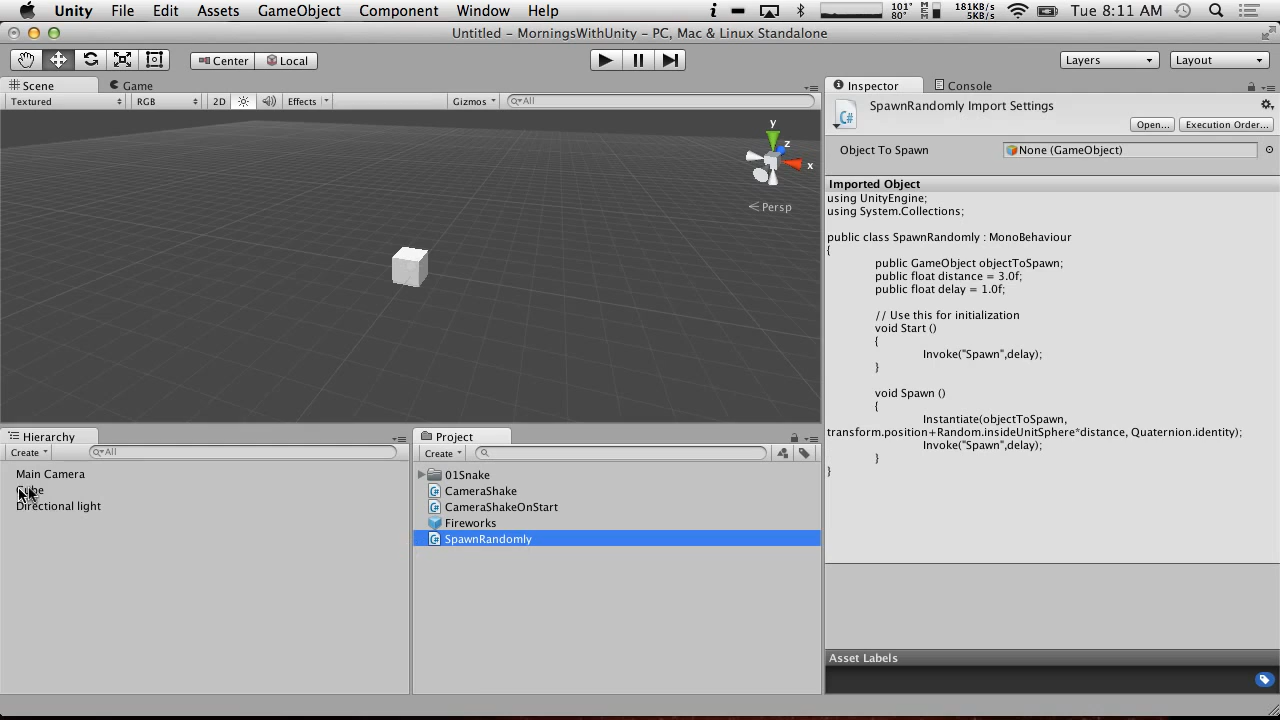 Unity File Edit Assets GameObject Component Window Help 101° 80° MEM 181KB/s 5KB/s Tue 8:11 AM
Untitled - MorningsWithUnity - PC, Mac & Linux Standalone
Center Local Layers Layout
Scene Game
Textured RGB 2D Effects Gizmos All
y
z
x
Persp
Inspector Console
C# SpawnRandomly Import Settings
Open... Execution Order...
Object To Spawn None (GameObject)
Imported Object
using UnityEngine;
using System.Collections;
public class SpawnRandomly : MonoBehaviour
{
public GameObject objectToSpawn;
public float distance = 3.0f;
public float delay = 1.0f;
// Use this for initialization
void Start ()
{
Invoke("Spawn",delay);
}
void Spawn ()
{
Instantiate(objectToSpawn,
transform.position+Random.insideUnitSphere*distance, Quaternion.identity);
Invoke("Spawn",delay);
}
}
Hierarchy
Create All
Main Camera
Cube
Directional light
Project
Create
01Snake
C# CameraShake
C# CameraShakeOnStart
Fireworks
C# SpawnRandomly
Asset Labels